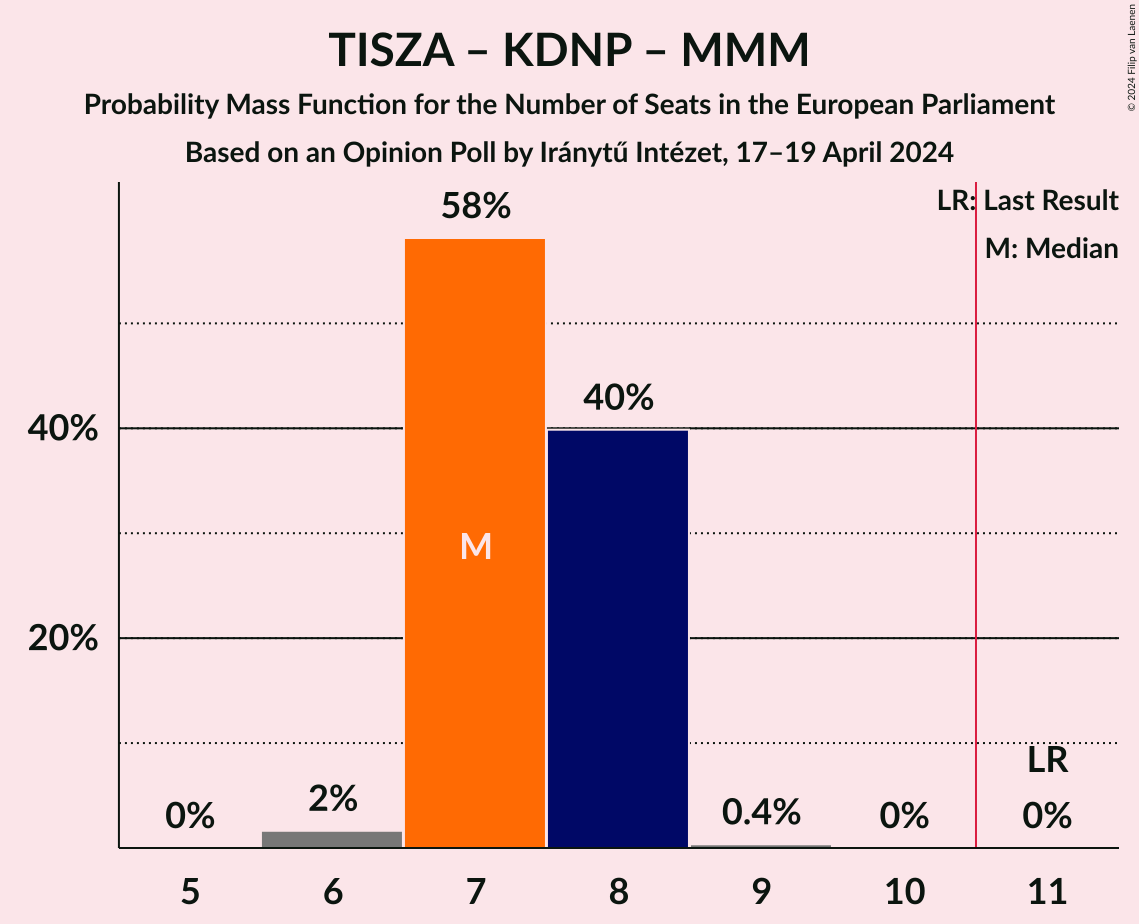 TISZA – KDNP – MMM
Probability Mass Function for the Number of Seats in the European Parliament
Based on an Opinion Poll by Iránytű Intézet, 17–19 April 2024
© 2024 Filip van Laenen
LR: Last Result
M: Median
58%
40%
40%
M
20%
LR
0%
2%
0.4%
0%
0%
5
6
7
8
9
10
11